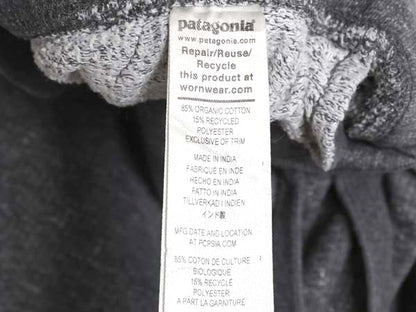 patagonia®
www.patagonia.com
Repair/Reuse/
Recycle
this product at
wornwear.com
85% ORGANIC COTTON
15% RECYCLED
POLYESTER
EXCLUSIVE OF TRIM
MADE IN INDIA
FABRIQUE EN INDE
HECHO EN INDIA
FATTO IN INDIA
TILLVERKAD I INDIEN
インド製
MFG DATE AND LOCATION
AT PCPSIA.COM
85% COTON DE CULTURE
BIOLOGIQUE
15% RECYCLÉ
POLYESTER
A PART LA GARNITURE